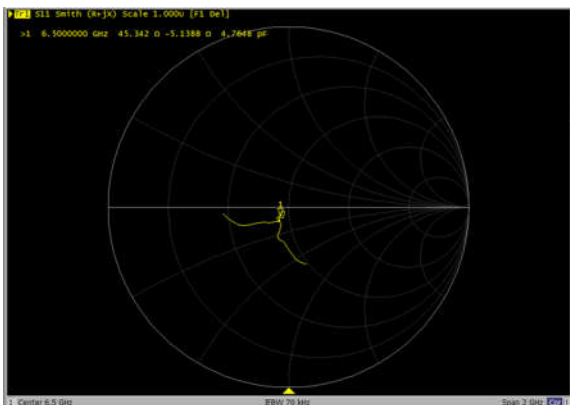 Tr1 S11 Smith (R+jX) Scale 1.000U [F1 Del]
>1 6.5000000 GHz 45.342 Ω -5.1388 Ω 4.7648 pF
1
1 Center 6.5 GHz IFBW 70 kHz Span 3 GHz Cor